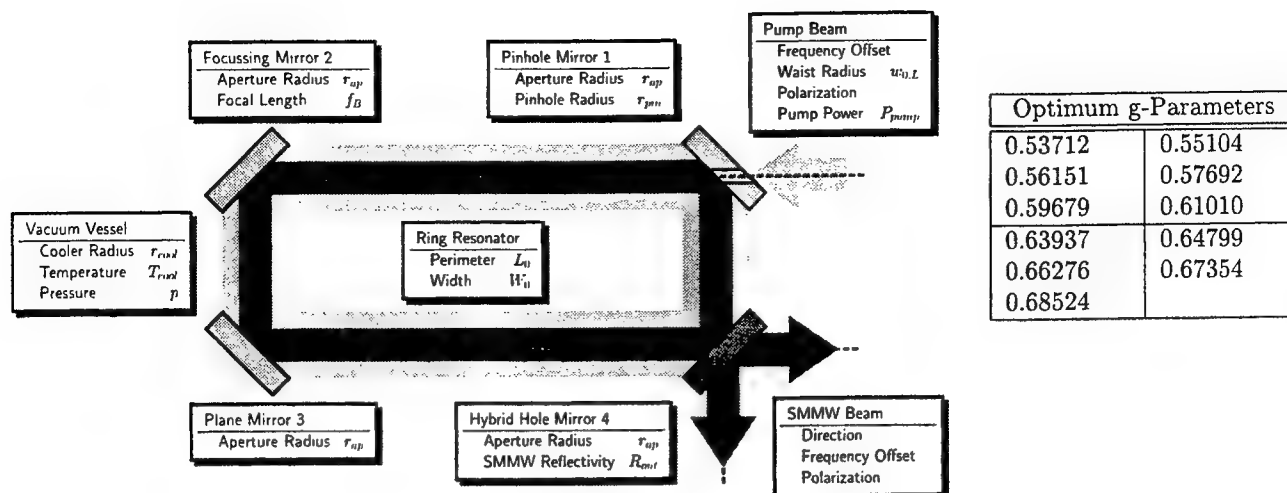 Focussing Mirror 2
Aperture Radius r_ap
Focal Length f_B
Pinhole Mirror 1
Aperture Radius r_ap
Pinhole Radius r_pin
Pump Beam
Frequency Offset
Waist Radius w_0,L
Polarization
Pump Power P_pump
Vacuum Vessel
Cooler Radius r_cool
Temperature T_cool
Pressure p
Ring Resonator
Perimeter L_0
Width W_0
Plane Mirror 3
Aperture Radius r_ap
Hybrid Hole Mirror 4
Aperture Radius r_ap
SMMW Reflectivity R_out
SMMW Beam
Direction
Frequency Offset
Polarization
Optimum g-Parameters
0.53712 0.55104
0.56151 0.57692
0.59679 0.61010
0.63937 0.64799
0.66276 0.67354
0.68524